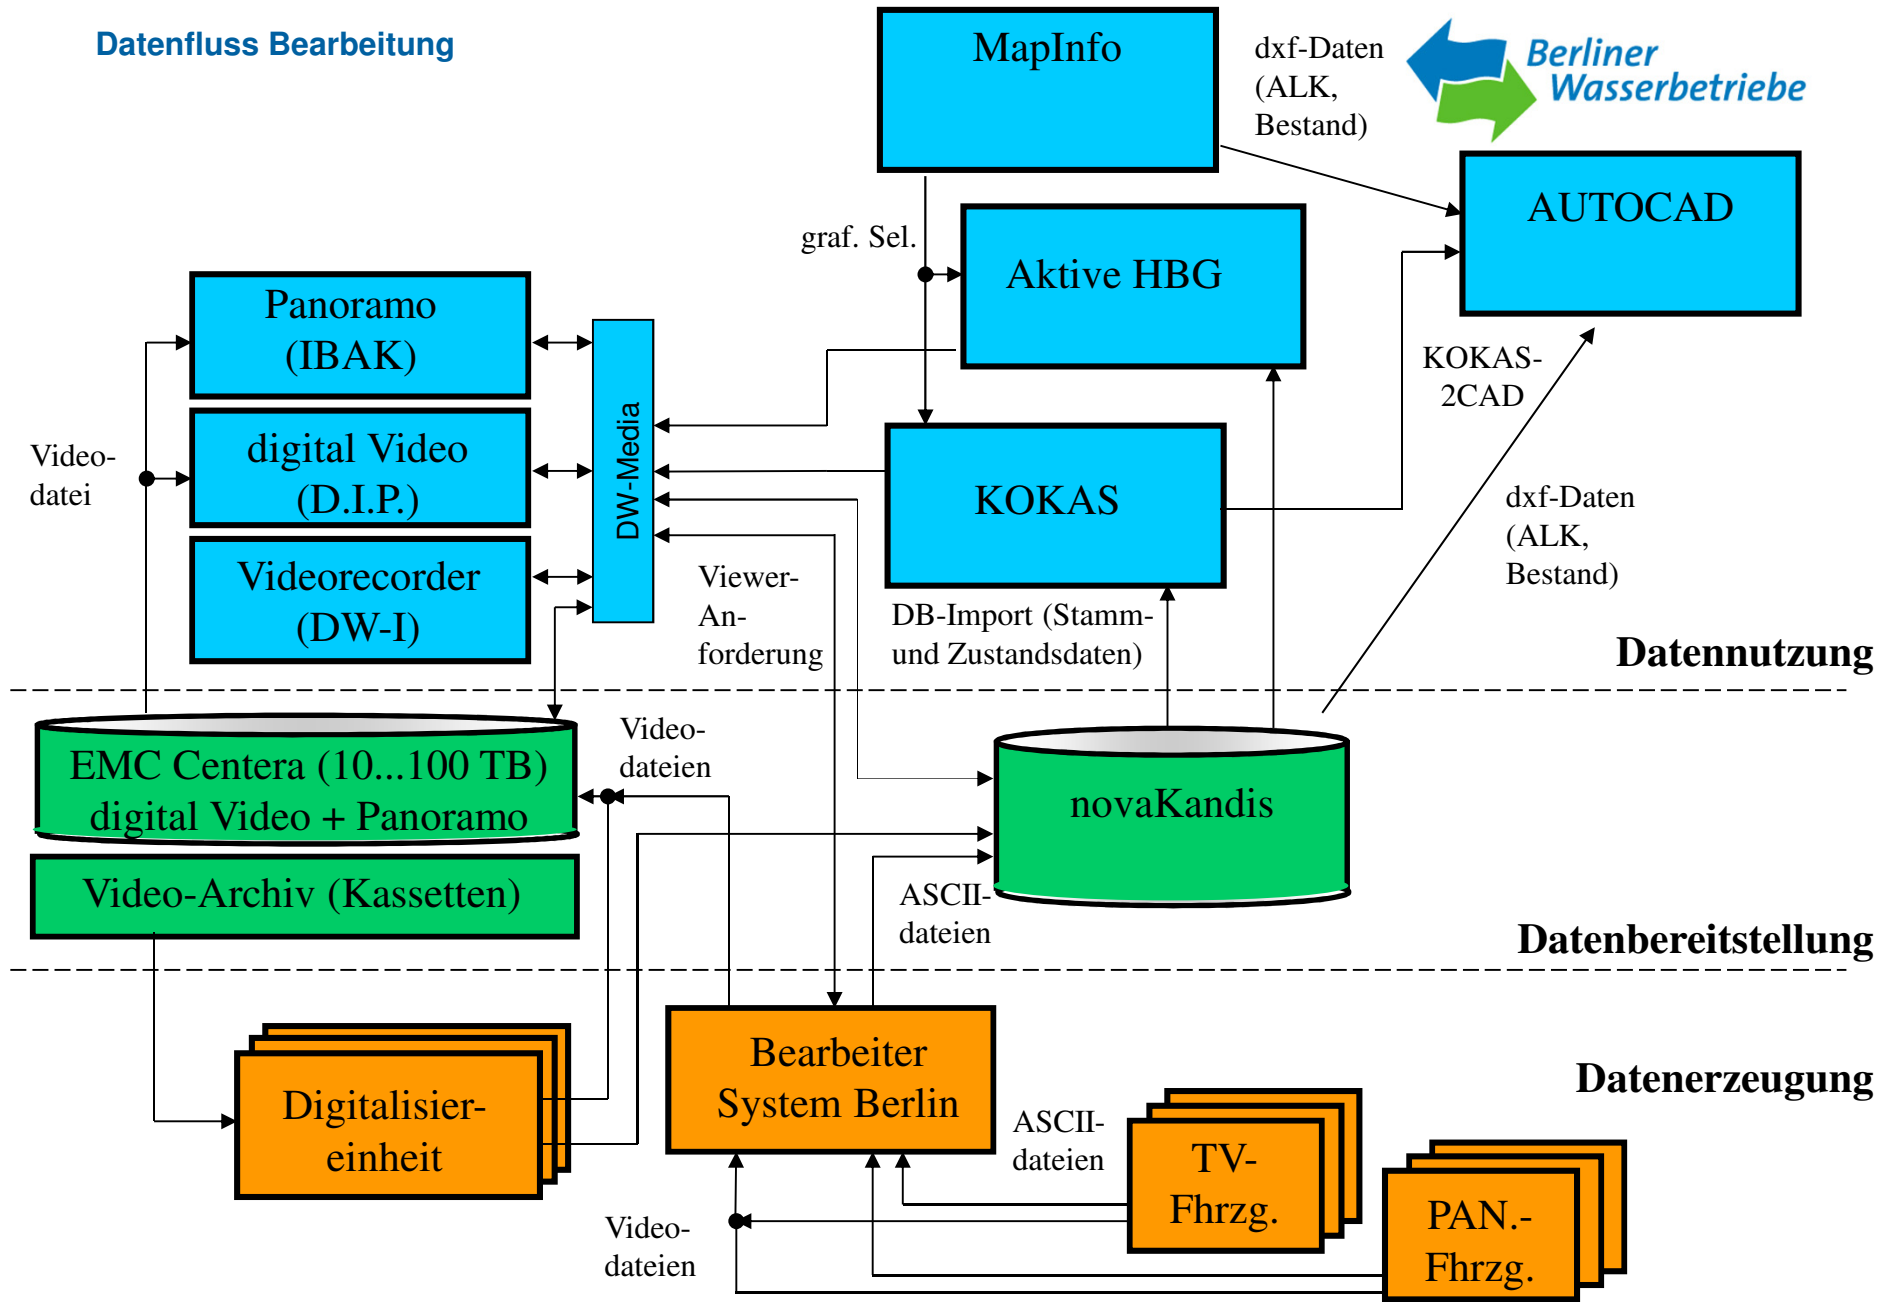 Datenfluss Bearbeitung
MapInfo
dxf-Daten
(ALK,
Bestand)
Berliner
Wasserbetriebe
AUTOCAD
graf. Sel.
Aktive HBG
Panoramo
(IBAK)
KOKAS-
2CAD
DW-Media
Video-
datei
digital Video
(D.I.P.)
KOKAS
dxf-Daten
(ALK,
Bestand)
Videorecorder
(DW-I)
Viewer-
An-
forderung
DB-Import (Stamm-
und Zustandsdaten)
Datennutzung
EMC Centera (10...100 TB)
digital Video + Panoramo
Video-
dateien
novaKandis
Video-Archiv (Kassetten)
ASCII-
dateien
Datenbereitstellung
Digitalisier-
einheit
Bearbeiter
System Berlin
Datenerzeugung
ASCII-
dateien
TV-
Fhrzg.
Video-
dateien
PAN.-
Fhrzg.